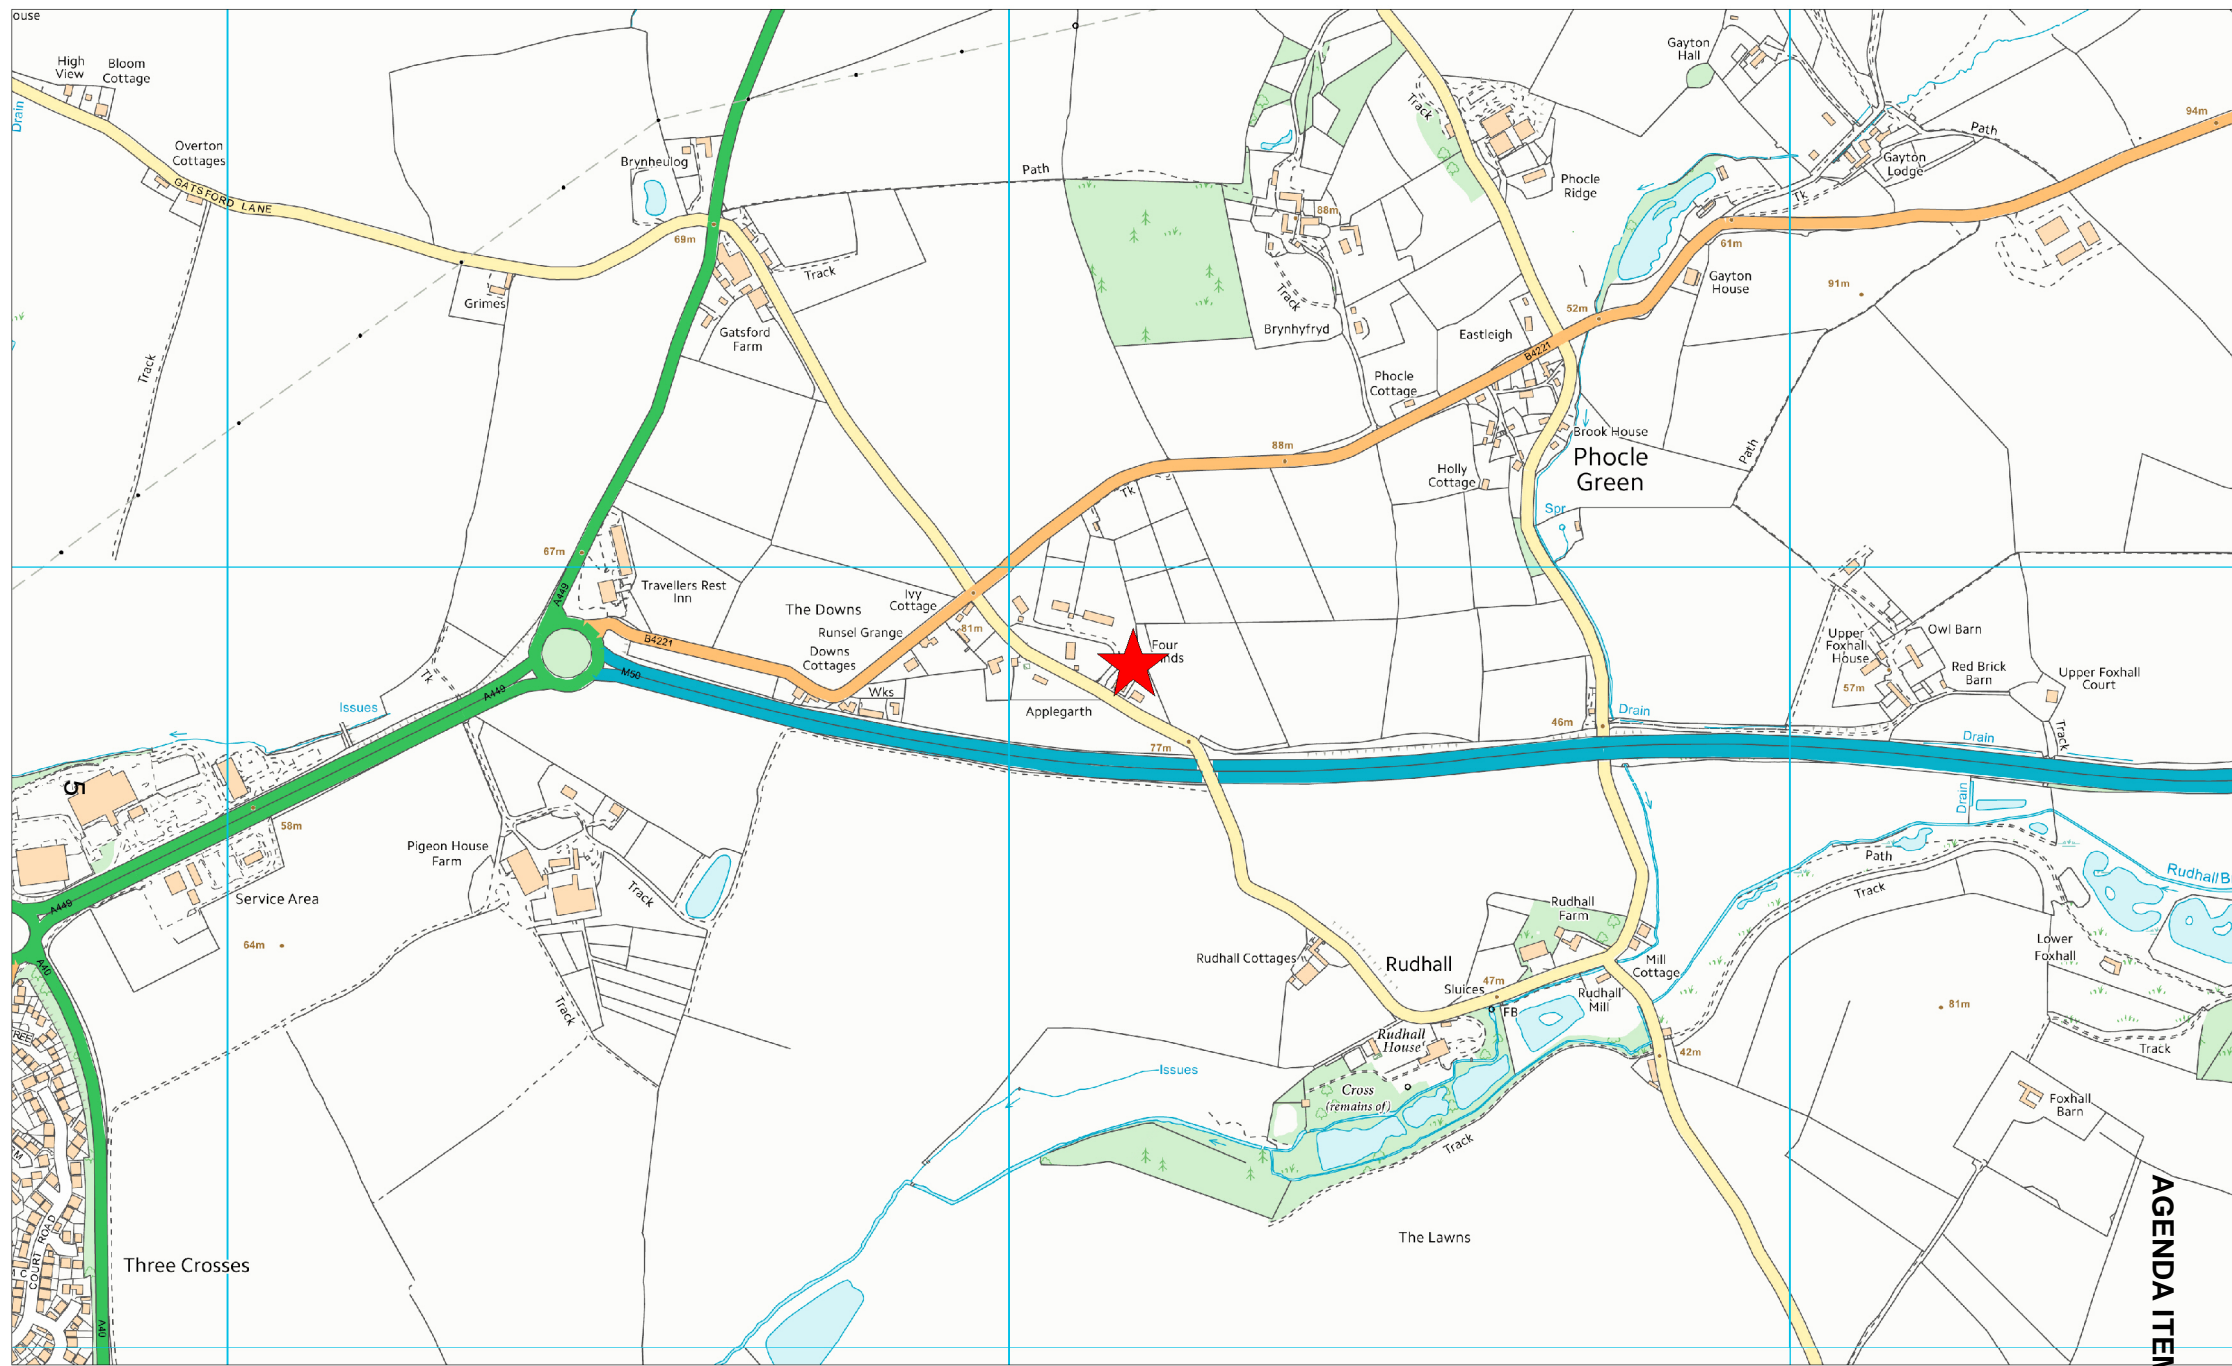 ouse
High
View
Bloom
Cottage
Drain
Overton
Cottages
GATSFORD LANE
Brynheulog
69m
Grimes
Track
Gatsford
Farm
Track
Path
Track
Gayton
Hall
Path
94m
Gayton
Lodge
Phocle
Ridge
Tk
88m
61m
Gayton
House
91m
Track
Brynhyfryd
52m
Eastleigh
B4221
Phocle
Cottage
Brook House
Phocle
Green
Path
88m
Holly
Cottage
Tk
Spr
67m
A449
Travellers Rest
Inn
The Downs
Ivy
Cottage
Runsel Grange
81m
Downs
Cottages
B4221
M50
Wks
Four
Applegarth
77m
Upper
Foxhall
House
Owl Barn
Red Brick
Barn
57m
Upper Foxhall
Court
46m
Drain
Drain
Track
Drain
Tk
A449
Issues
5
58m
Pigeon House
Farm
Track
Service Area
A449
64m
A40
Track
Path
Track
Rudhall
Farm
Rudhall Cottages
Rudhall
Mill
Cottage
47m
Sluices
Rudhall
Mill
FB
Rudhall
House
42m
Lower
Foxhall
81m
Track
Issues
Cross
(remains of)
Track
Foxhall
Barn
The Lawns
Three Crosses
COURT ROAD
A40
AGENDA